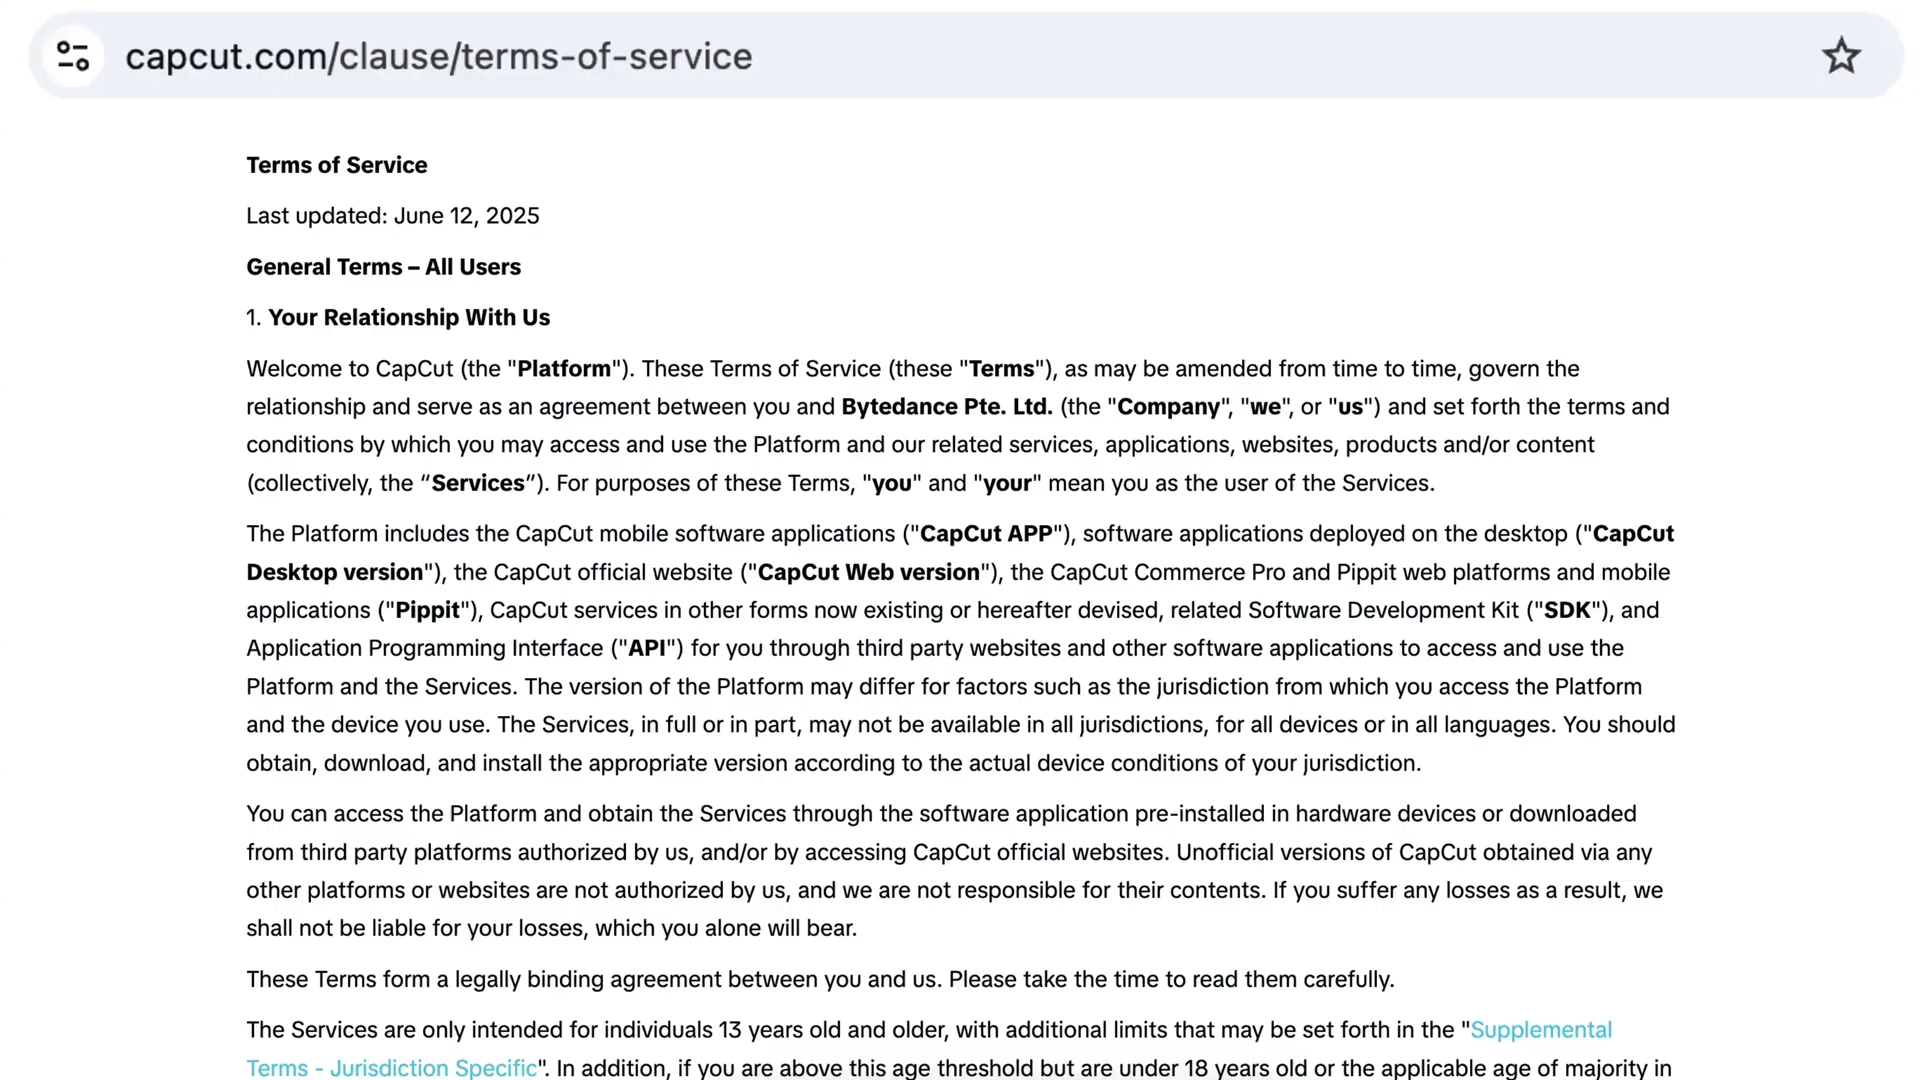 capcut.com/clause/terms-of-service
Terms of Service
Last updated: June 12, 2025
General Terms – All Users
1. Your Relationship With Us
Welcome to CapCut (the "Platform"). These Terms of Service (these "Terms"), as may be amended from time to time, govern the
relationship and serve as an agreement between you and Bytedance Pte. Ltd. (the "Company", "we", or "us") and set forth the terms and
conditions by which you may access and use the Platform and our related services, applications, websites, products and/or content
(collectively, the “Services”). For purposes of these Terms, "you" and "your" mean you as the user of the Services.
The Platform includes the CapCut mobile software applications ("CapCut APP"), software applications deployed on the desktop ("CapCut
Desktop version"), the CapCut official website ("CapCut Web version"), the CapCut Commerce Pro and Pippit web platforms and mobile
applications ("Pippit"), CapCut services in other forms now existing or hereafter devised, related Software Development Kit ("SDK"), and
Application Programming Interface ("API") for you through third party websites and other software applications to access and use the
Platform and the Services. The version of the Platform may differ for factors such as the jurisdiction from which you access the Platform
and the device you use. The Services, in full or in part, may not be available in all jurisdictions, for all devices or in all languages. You should
obtain, download, and install the appropriate version according to the actual device conditions of your jurisdiction.
You can access the Platform and obtain the Services through the software application pre-installed in hardware devices or downloaded
from third party platforms authorized by us, and/or by accessing CapCut official websites. Unofficial versions of CapCut obtained via any
other platforms or websites are not authorized by us, and we are not responsible for their contents. If you suffer any losses as a result, we
shall not be liable for your losses, which you alone will bear.
These Terms form a legally binding agreement between you and us. Please take the time to read them carefully.
The Services are only intended for individuals 13 years old and older, with additional limits that may be set forth in the "Supplemental
Terms - Jurisdiction Specific". In addition, if you are above this age threshold but are under 18 years old or the applicable age of majority in